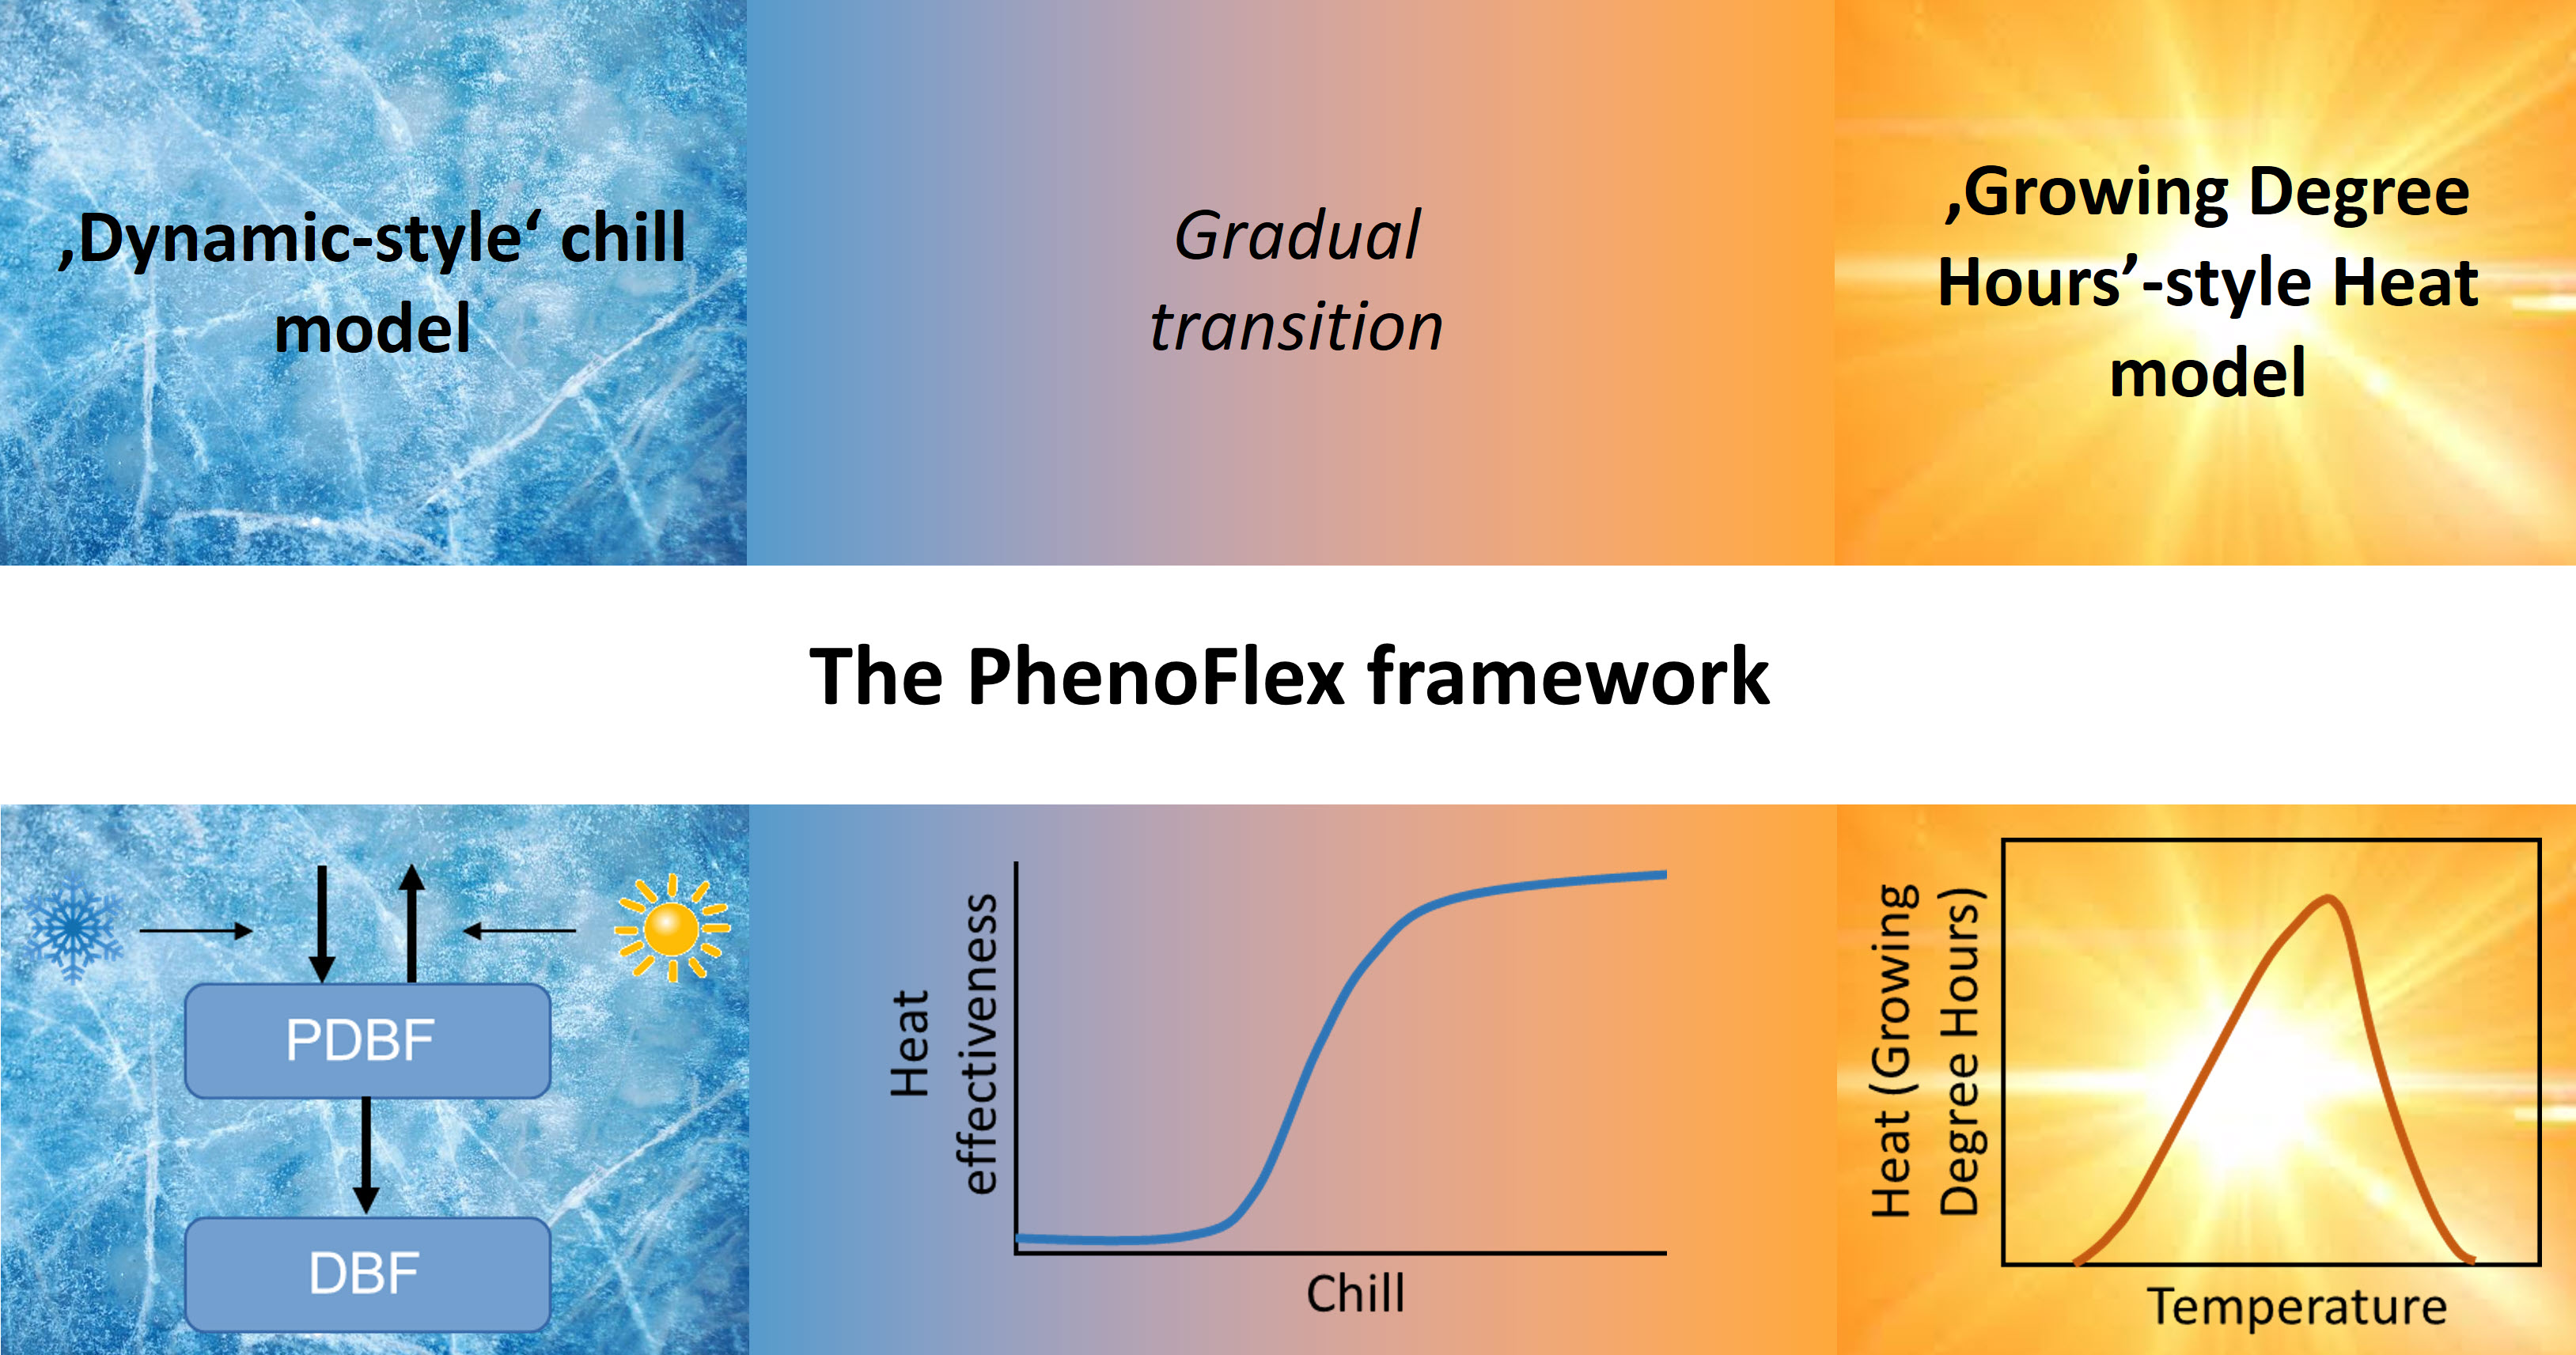 ‚Dynamic-style‘ chill
model
Gradual
transition
‚Growing Degree
Hours’-style Heat
model
The PhenoFlex framework
PDBF
DBF
Heat
effectiveness
Chill
Heat (Growing
Degree Hours)
Temperature